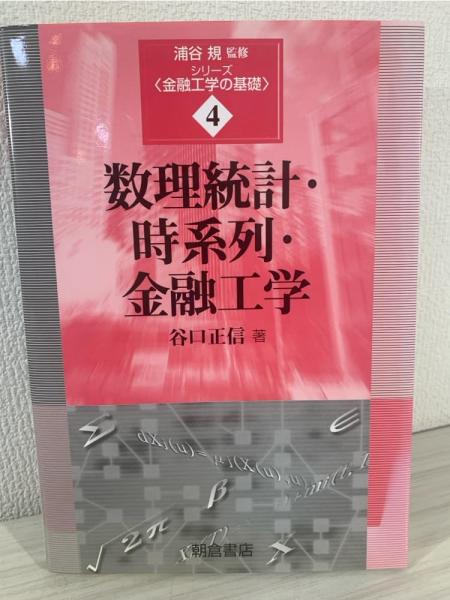 浦谷 規 監修
シリーズ
〈金融工学の基礎〉
4
数理統計・
時系列・
金融工学
谷口正信 著
Σ
∈
β
√2π
朝倉書店